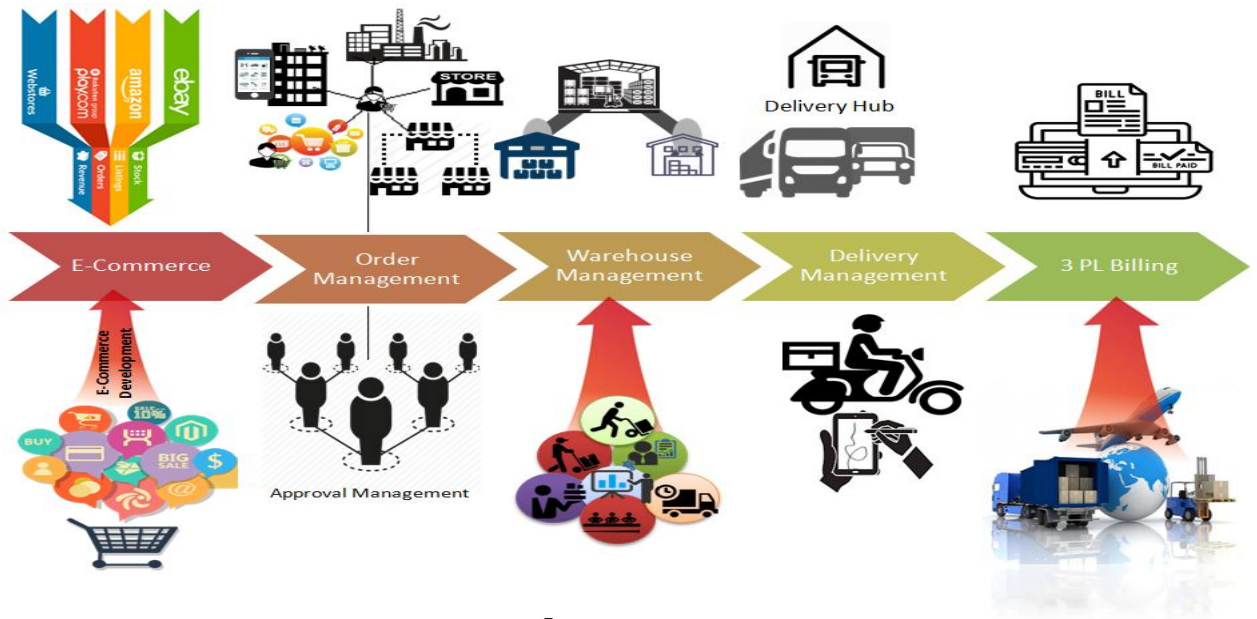 Webstores
play.com
amazon
ebay
Revenue
Orders
Listings
Stock
STORE
Delivery Hub
BILL
BILL PAID
E-Commerce
Order
Management
Warehouse
Management
Delivery
Management
3 PL Billing
E-Commerce
Development
SALE
10%
BUY
BIG
SALE
$
@
Approval Management